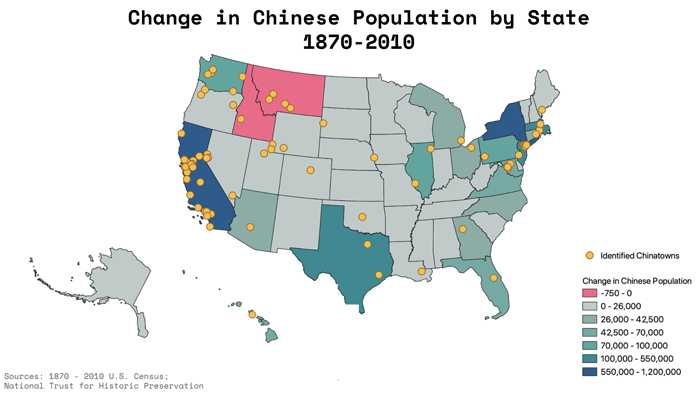 Change in Chinese Population by State
1870-2010
Identified Chinatowns
Change in Chinese Population
-750 - 0
0 - 26,000
26,000 - 42,500
42,500 - 70,000
70,000 - 100,000
100,000 - 550,000
550,000 - 1,200,000
Sources: 1870 - 2010 U.S. Census;
National Trust for Historic Preservation